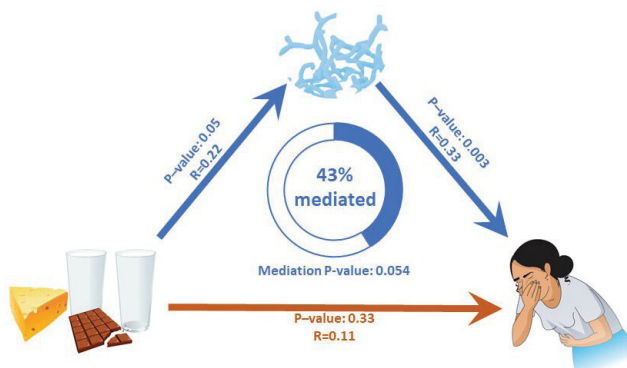 P–value: 0.05
R=0.22
P–value: 0.003
R=0.33
43%
mediated
Mediation P-value: 0.054
P–value: 0.33
R=0.11